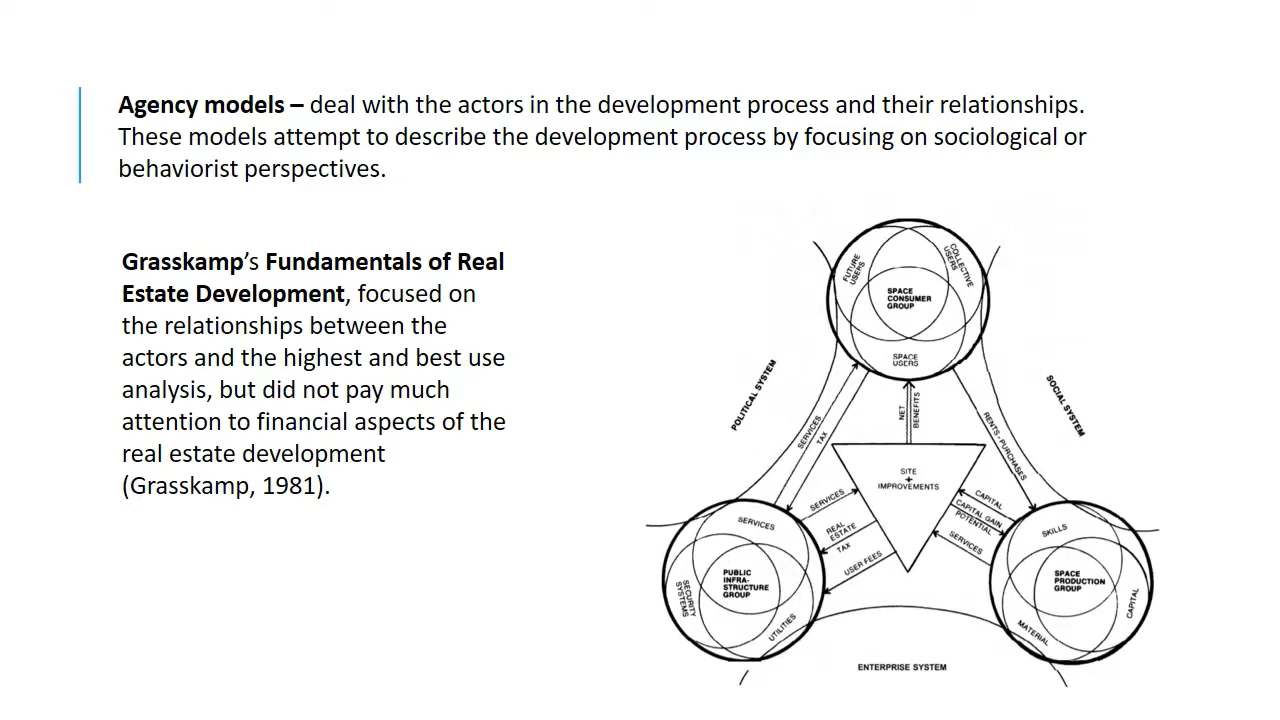 Agency models – deal with the actors in the development process and their relationships.
These models attempt to describe the development process by focusing on sociological or
behaviorist perspectives.
Grasskamp's Fundamentals of Real
Estate Development, focused on
the relationships between the
actors and the highest and best use
analysis, but did not pay much
attention to financial aspects of the
real estate development
(Grasskamp, 1981).
FUTURE
USERS
COLLECTIVE
USERS
SPACE
CONSUMER
GROUP
SPACE
USERS
POLITICAL SYSTEM
SOCIAL SYSTEM
SERVICES
TAX
NET
BENEFITS
RENTS - PURCHASES
SITE
+
IMPROVEMENTS
SERVICES
REAL
ESTATE
TAX
USER FEES
CAPITAL
CAPITAL GAIN
POTENTIAL
SERVICES
SERVICES
PUBLIC
INFRA-
STRUCTURE
GROUP
SECURITY
SYSTEMS
UTILITIES
SKILLS
SPACE
PRODUCTION
GROUP
CAPITAL
MATERIAL
ENTERPRISE SYSTEM